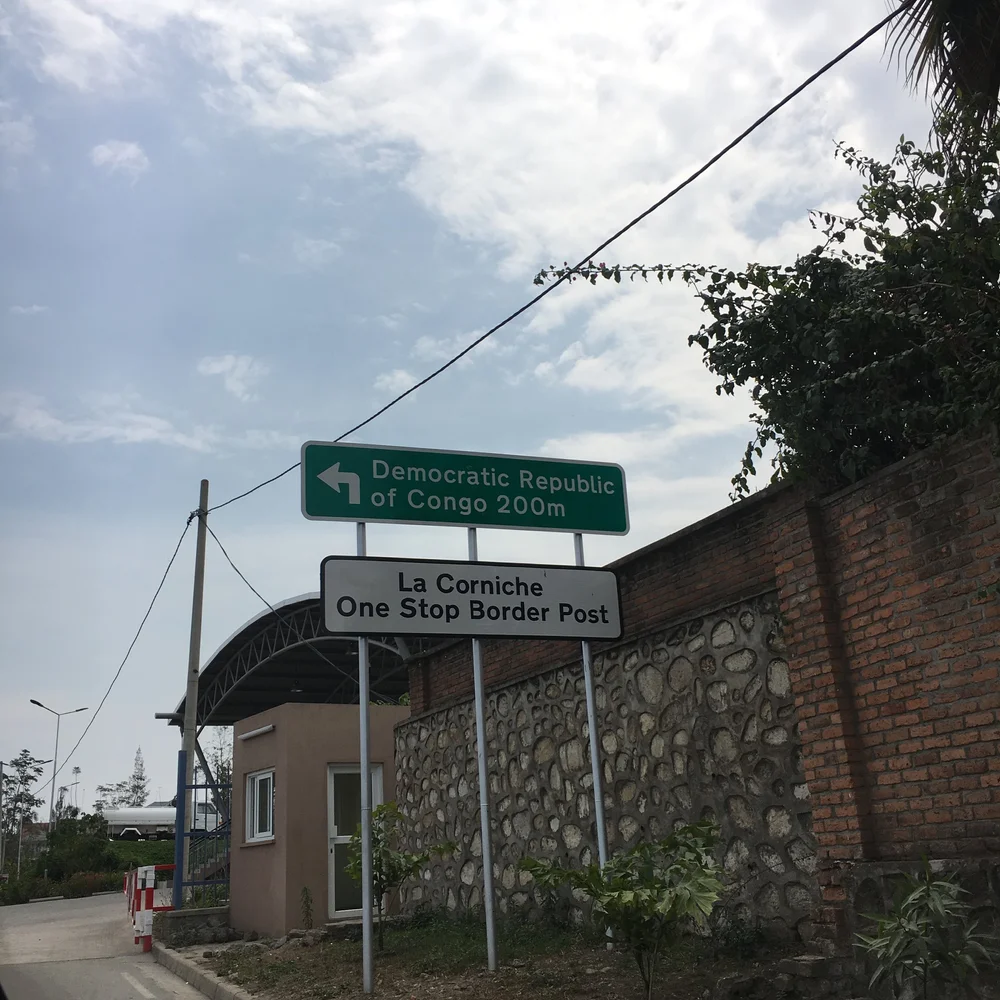 Democratic Republic
of Congo 200m
La Corniche
One Stop Border Post